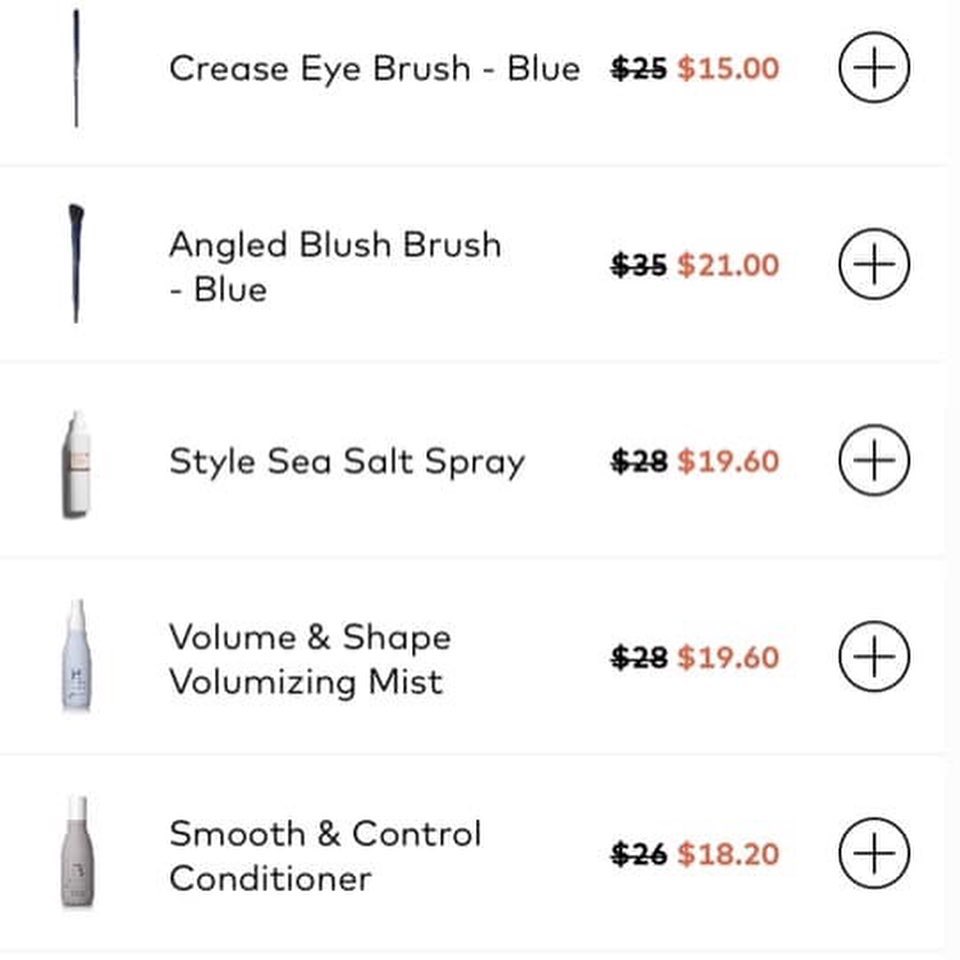 Crease Eye Brush - Blue $25 $15.00
Angled Blush Brush
- Blue
$35 $21.00
Style Sea Salt Spray $28 $19.60
Volume & Shape
Volumizing Mist
$28 $19.60
Smooth & Control
Conditioner
$26 $18.20